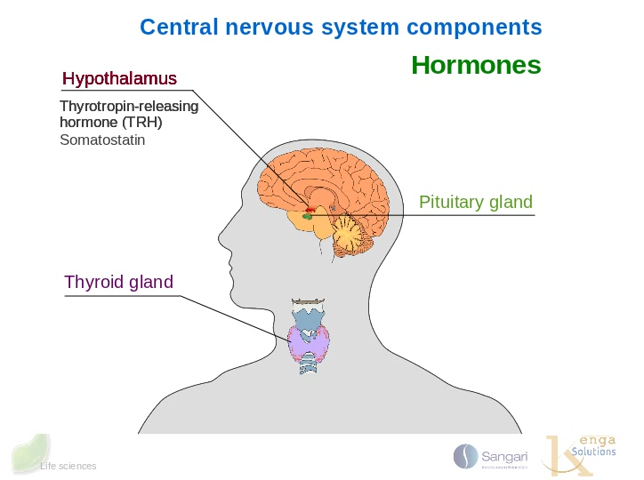 Central nervous system components
Hormones
Hypothalamus
Thyrotropin-releasing
hormone (TRH)
Somatostatin
Pituitary gland
Thyroid gland
Life sciences
Sangari
kenga
Solutions